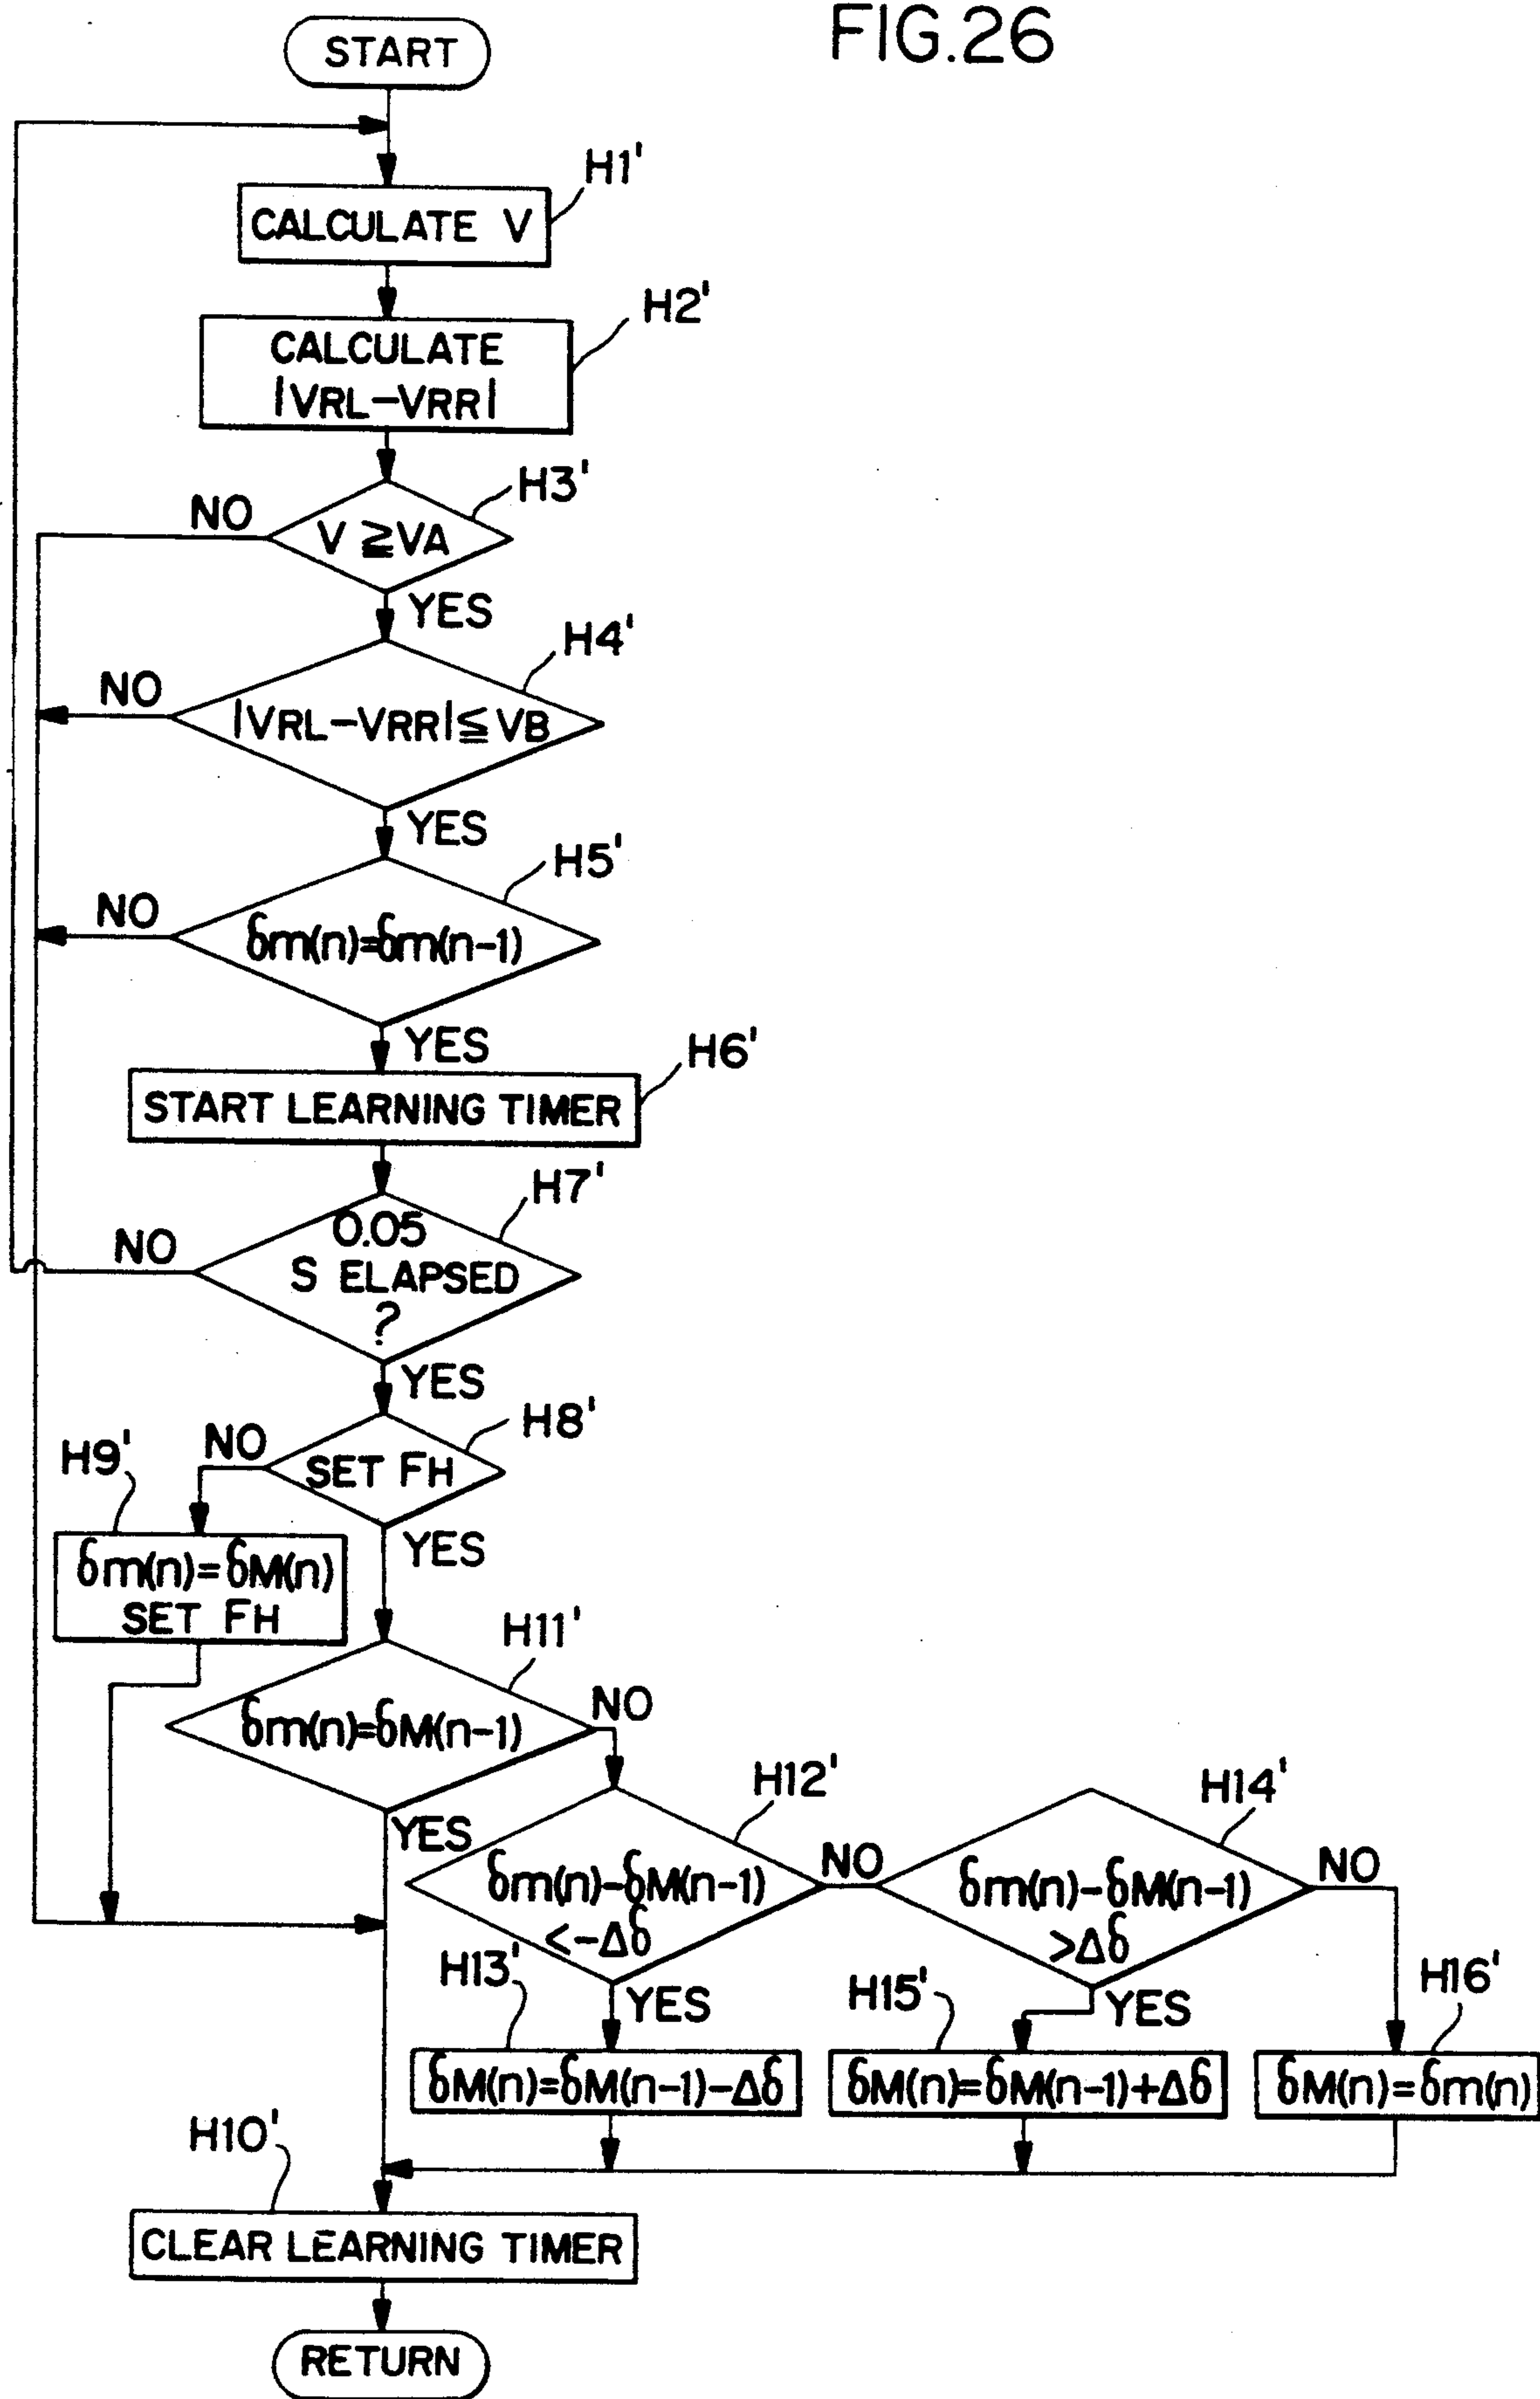 FIG.26
START
H1'
CALCULATE V
H2'
CALCULATE
|VRL-VRR|
H3'
NO
V ≧VA
YES
H4'
NO
|VRL-VRR|≦VB
YES
H5'
NO
δm(n)=δm(n-1)
YES
H6'
START LEARNING TIMER
H7'
NO
0.05
S ELAPSED
?
YES
H8'
NO
SET FH
H9'
YES
δm(n)=δM(n)
SET FH
H11'
NO
δm(n)=δM(n-1)
YES
H12'
NO
δm(n)-δM(n-1)
<-Δδ
H14'
NO
δm(n)-δM(n-1)
>Δδ
H13'
YES
H15'
YES
H16'
δM(n)=δM(n-1)-Δδ
δM(n)=δM(n-1)+Δδ
δM(n)=δm(n)
H10'
CLEAR LEARNING TIMER
RETURN